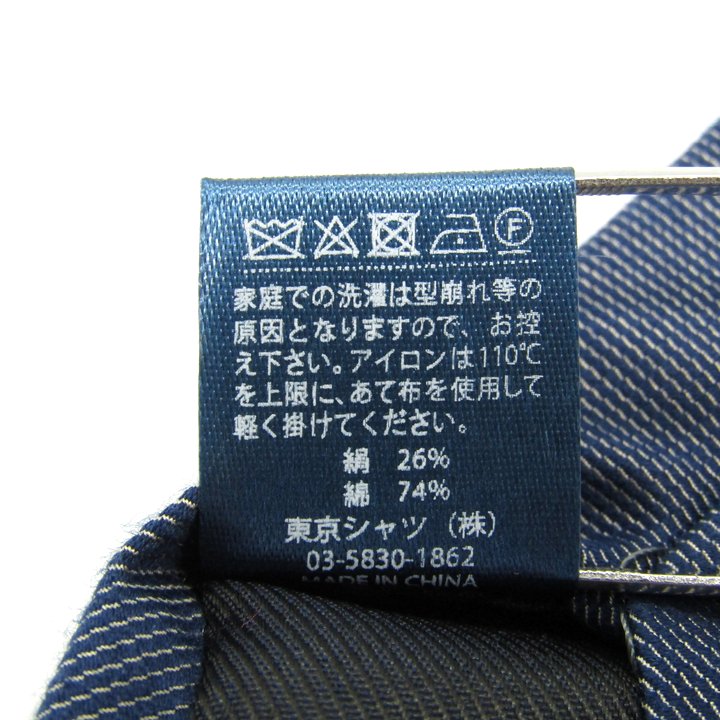 F
家庭での洗濯は型崩れ等の
原因となりますので、お控
え下さい。アイロンは110℃
を上限に、あて布を使用して
軽く掛けてください。
絹 26%
綿 74%
東京シャツ（株）
03-5830-1862
MADE IN CHINA